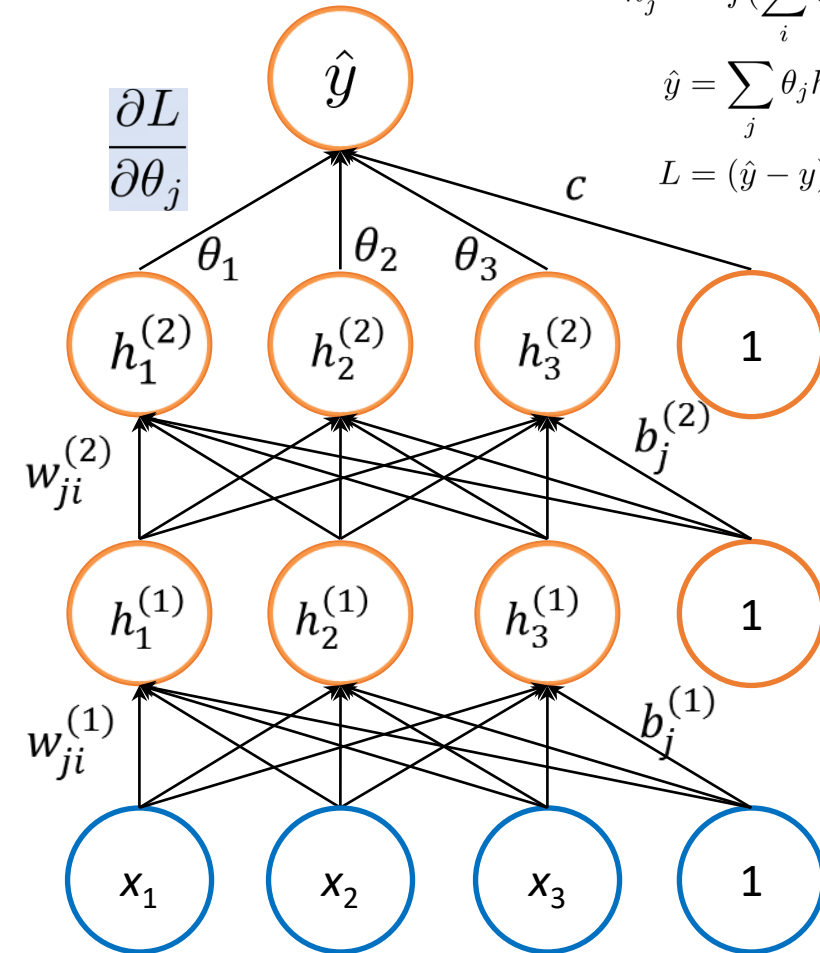 ŷ
∂L
∂θ_j
ŷ = ∑_j θ_j
L = (ŷ − y)
c
θ_1 θ_2 θ_3
h_1^(2) h_2^(2) h_3^(2) 1
w_ji^(2) b_j^(2)
h_1^(1) h_2^(1) h_3^(1) 1
w_ji^(1) b_j^(1)
x_1 x_2 x_3 1